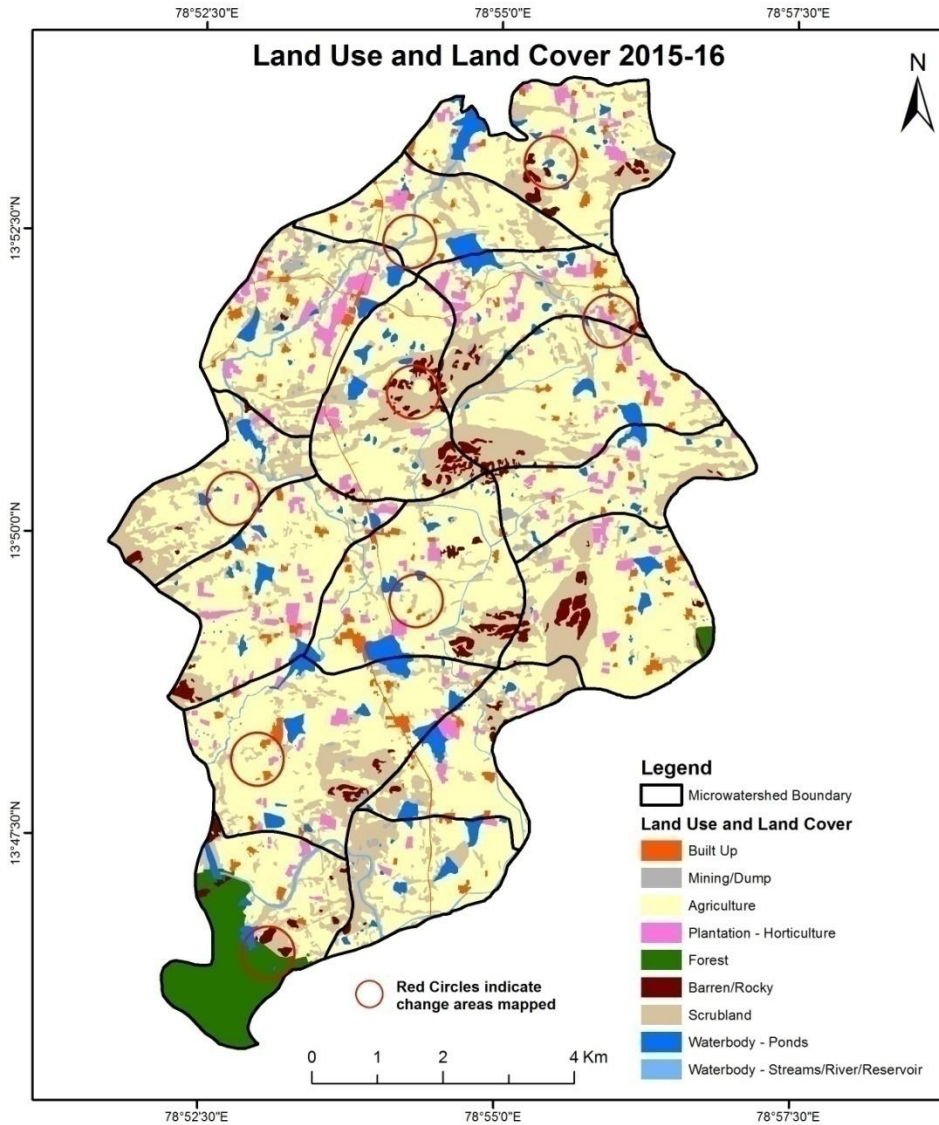 78°52'30"E 78°55'0"E 78°57'30"E
Land Use and Land Cover 2015-16
N
13°52'30"N
13°50'0"N
13°47'30"N
Legend
Microwatershed Boundary
Land Use and Land Cover
Built Up
Mining/Dump
Agriculture
Plantation - Horticulture
Forest
Barren/Rocky
Scrubland
Waterbody - Ponds
Waterbody - Streams/River/Reservoir
Red Circles indicate
change areas mapped
0 1 2 4 Km
78°52'30"E 78°55'0"E 78°57'30"E